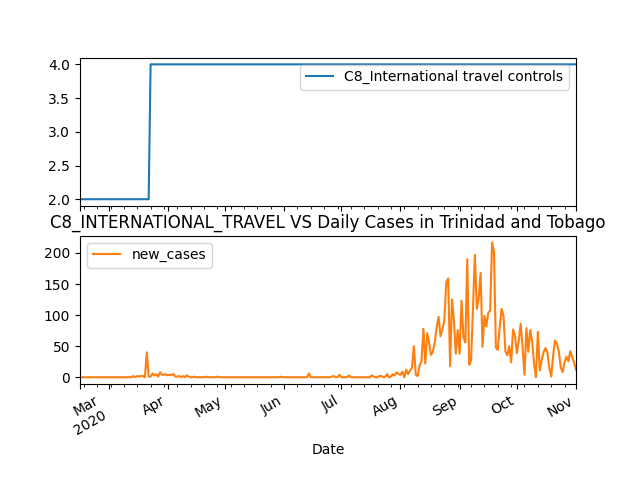 4.0
3.5
3.0
2.5
2.0
C8_International travel controls
C8_INTERNATIONAL_TRAVEL VS Daily Cases in Trinidad and Tobago
200
150
100
50
0
new_cases
Mar
2020
Apr
May
Jun
Jul
Aug
Sep
Oct
Nov
Date